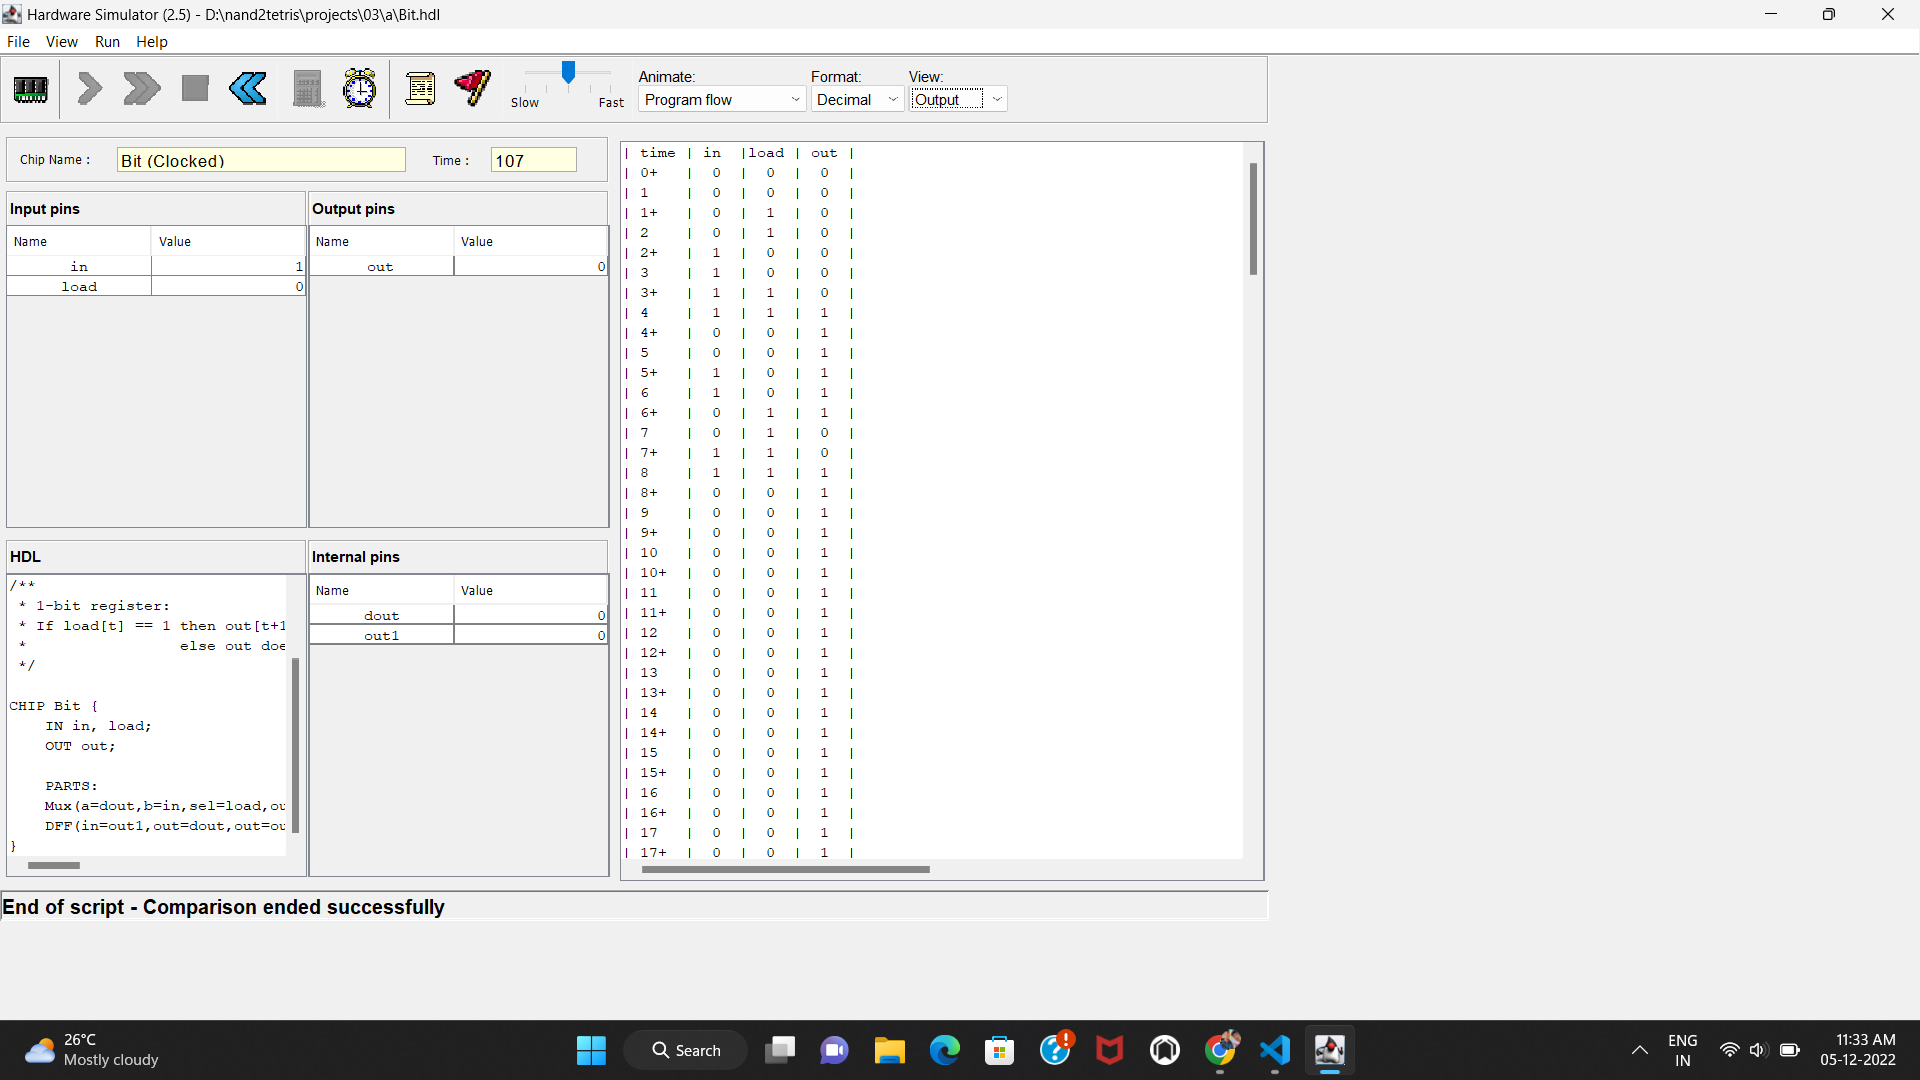 Hardware Simulator (2.5) - D:\nand2tetris\projects\03\a\Bit.hdl
File View Run Help
Slow Fast
Animate: Format: View:
Program flow Decimal Output
Chip Name : Bit (Clocked) Time : 107
Input pins
Name Value
in 1
load 0
Output pins
Name Value
out 0
HDL
/**
* 1-bit register:
* If load[t] == 1 then out[t+1
* else out doe
*/
CHIP Bit {
IN in, load;
OUT out;
PARTS:
Mux(a=dout,b=in,sel=load,ou
DFF(in=out1,out=dout,out=ou
}
Internal pins
Name Value
dout 0
out1 0
| time | in |load | out |
| 0+ | 0 | 0 | 0 |
| 1 | 0 | 0 | 0 |
| 1+ | 0 | 1 | 0 |
| 2 | 0 | 1 | 0 |
| 2+ | 1 | 0 | 0 |
| 3 | 1 | 0 | 0 |
| 3+ | 1 | 1 | 0 |
| 4 | 1 | 1 | 1 |
| 4+ | 0 | 0 | 1 |
| 5 | 0 | 0 | 1 |
| 5+ | 1 | 0 | 1 |
| 6 | 1 | 0 | 1 |
| 6+ | 0 | 1 | 1 |
| 7 | 0 | 1 | 0 |
| 7+ | 1 | 1 | 0 |
| 8 | 1 | 1 | 1 |
| 8+ | 0 | 0 | 1 |
| 9 | 0 | 0 | 1 |
| 9+ | 0 | 0 | 1 |
| 10 | 0 | 0 | 1 |
| 10+ | 0 | 0 | 1 |
| 11 | 0 | 0 | 1 |
| 11+ | 0 | 0 | 1 |
| 12 | 0 | 0 | 1 |
| 12+ | 0 | 0 | 1 |
| 13 | 0 | 0 | 1 |
| 13+ | 0 | 0 | 1 |
| 14 | 0 | 0 | 1 |
| 14+ | 0 | 0 | 1 |
| 15 | 0 | 0 | 1 |
| 15+ | 0 | 0 | 1 |
| 16 | 0 | 0 | 1 |
| 16+ | 0 | 0 | 1 |
| 17 | 0 | 0 | 1 |
| 17+ | 0 | 0 | 1 |
End of script - Comparison ended successfully
26°C
Mostly cloudy
Search
ENG
IN
11:33 AM
05-12-2022